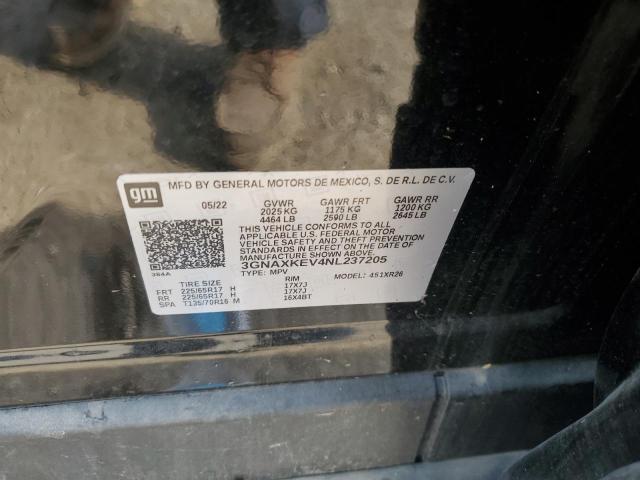 gm
MFD BY GENERAL MOTORS DE MEXICO, S. DE R.L. DE C.V.
05/22 GVWR GAWR FRT GAWR RR
2025 KG 1175 KG 1200 KG
4464 LB 2590 LB 2645 LB
THIS VEHICLE CONFORMS TO ALL
APPLICABLE U.S. FEDERAL MOTOR
VEHICLE SAFETY AND THEFT
PREVENTION STANDARDS IN
EFFECT ON THE DATE OF
MANUFACTURE SHOWN ABOVE.
3GNAXKEV4NL237205
384A TYPE: MPV MODEL: 451XR26
TIRE SIZE RIM
FRT 225/65R17 H 17X7J
RR 225/65R17 H 17X7J
SPA T135/70R16 M 16X4BT